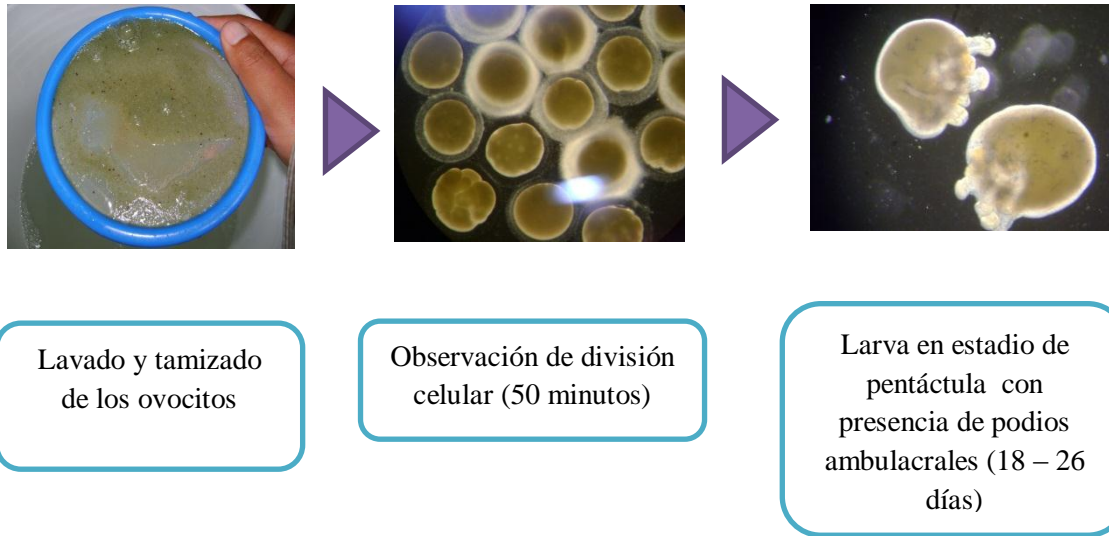 Lavado y tamizado
de los ovocitos
Observación de división
celular (50 minutos)
Larva en estadio de
pentáctula con
presencia de podios
ambulacrales (18 – 26
días)